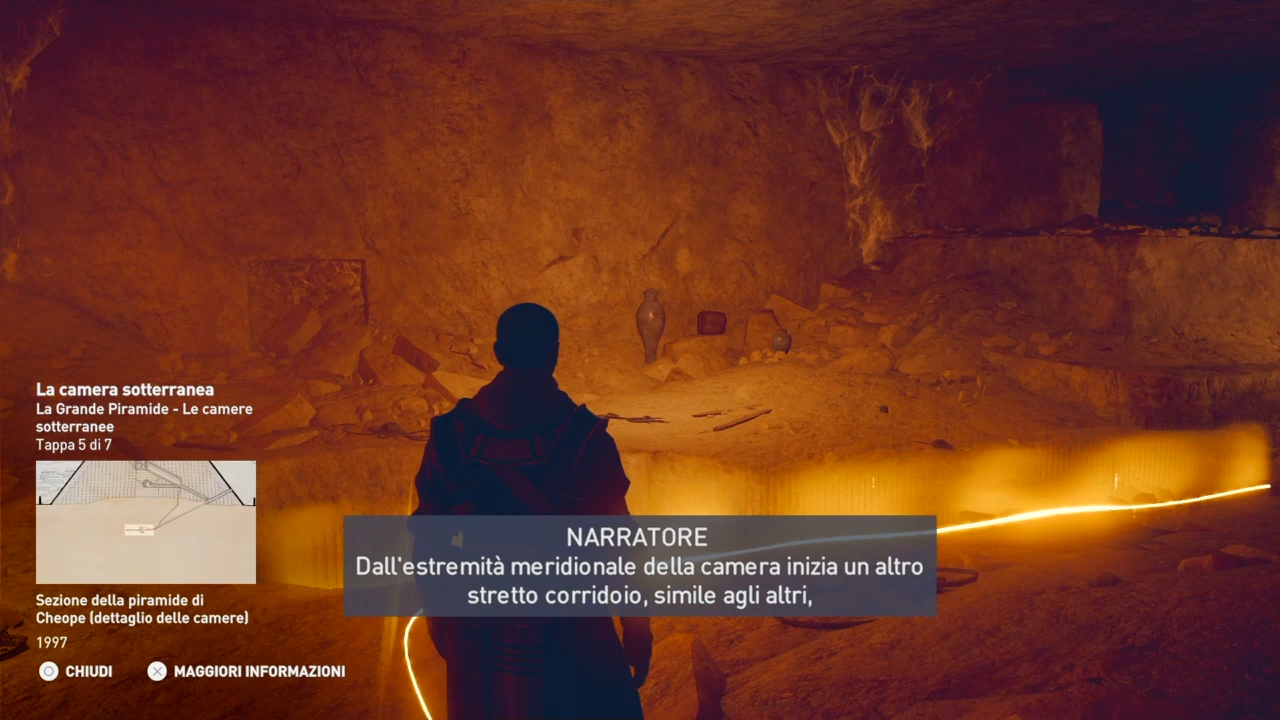 La camera sotterranea
La Grande Piramide - Le camere
sotterranee
Tappa 5 di 7
Sezione della piramide di
Cheope (dettaglio delle camere)
1997
CHIUDI
MAGGIORI INFORMAZIONI
NARRATORE
Dall'estremità meridionale della camera inizia un altro
stretto corridoio, simile agli altri,